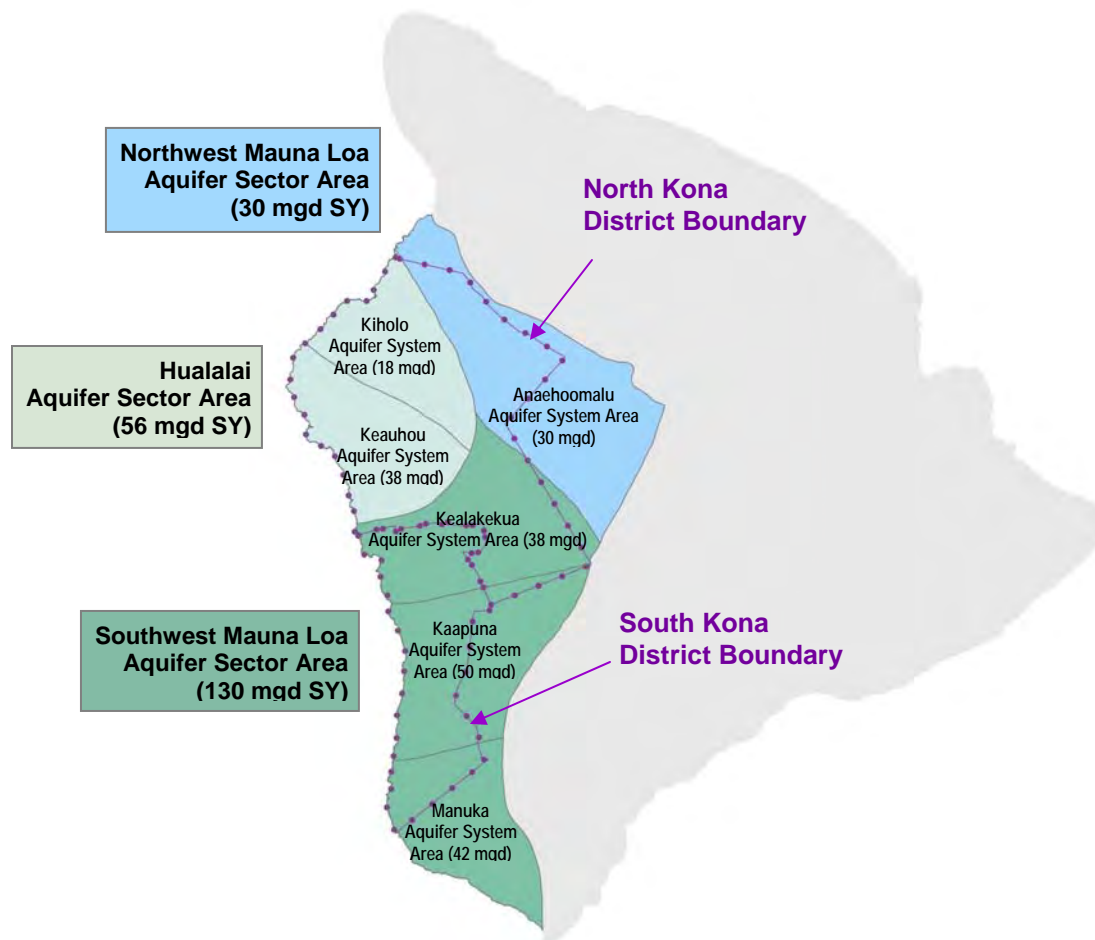 Northwest Mauna Loa
Aquifer Sector Area
(30 mgd SY)
North Kona
District Boundary
Kiholo
Aquifer System
Area (18 mgd)
Hualalai
Aquifer Sector Area
(56 mgd SY)
Anaehoomalu
Aquifer System Area
(30 mgd)
Keauhou
Aquifer System
Area (38 mgd)
Kealakekua
Aquifer System Area (38 mgd)
Southwest Mauna Loa
Aquifer Sector Area
(130 mgd SY)
Kaapuna
Aquifer System
Area (50 mgd)
South Kona
District Boundary
Manuka
Aquifer System
Area (42 mgd)